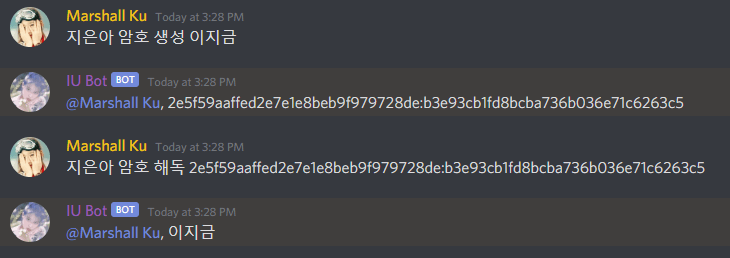 Marshall Ku Today at 3:28 PM
지은아 암호 생성 이지금
IU Bot BOT Today at 3:28 PM
@Marshall Ku, 2e5f59aaffed2e7e1e8beb9f979728de:b3e93cb1fd8bcba736b036e71c6263c5
Marshall Ku Today at 3:28 PM
지은아 암호 해독 2e5f59aaffed2e7e1e8beb9f979728de:b3e93cb1fd8bcba736b036e71c6263c5
IU Bot BOT Today at 3:28 PM
@Marshall Ku, 이지금